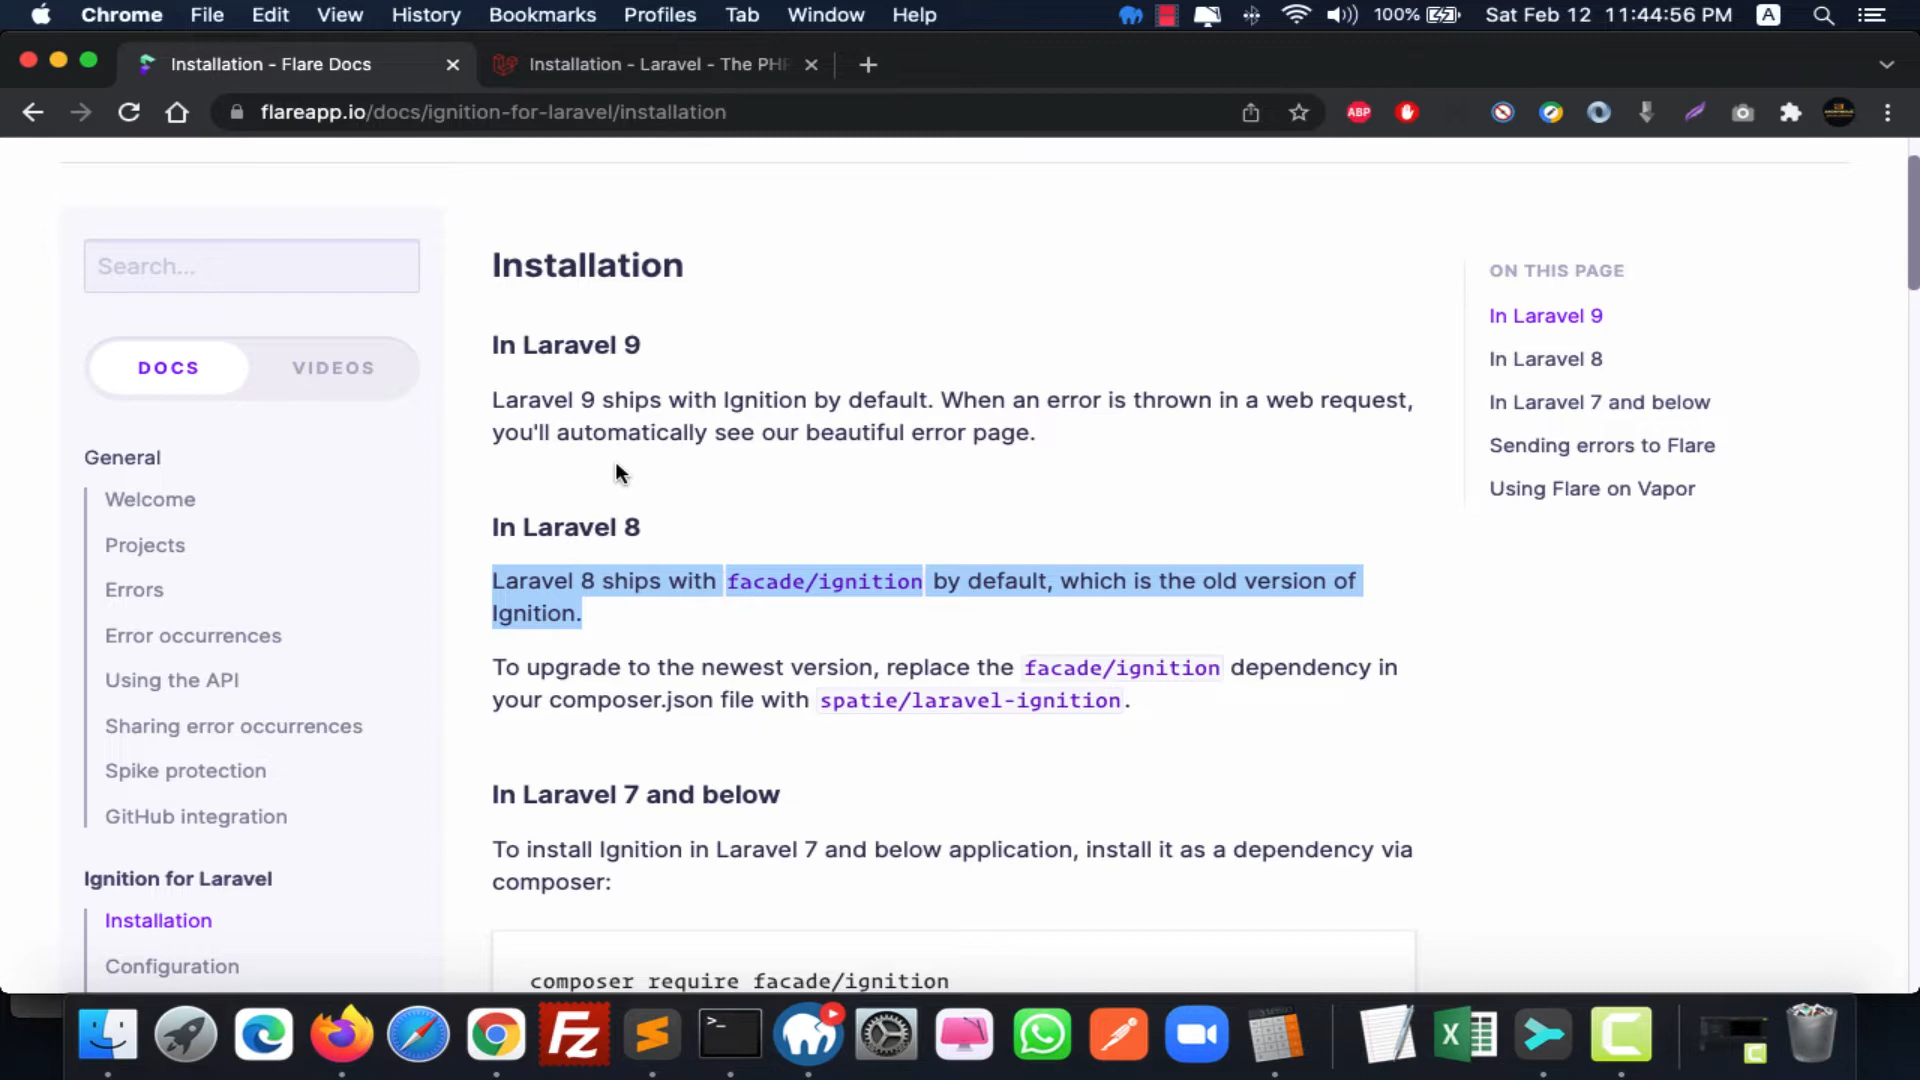 Chrome File Edit View History Bookmarks Profiles Tab Window Help 100% Sat Feb 12 11:44:56 PM A
Installation - Flare Docs Installation - Laravel - The PHP
flareapp.io/docs/ignition-for-laravel/installation ABP
Search...
DOCS VIDEOS
General
Welcome
Projects
Errors
Error occurrences
Using the API
Sharing error occurrences
Spike protection
GitHub integration
Ignition for Laravel
Installation
Configuration
Installation
In Laravel 9
Laravel 9 ships with Ignition by default. When an error is thrown in a web request,
you'll automatically see our beautiful error page.
In Laravel 8
Laravel 8 ships with facade/ignition by default, which is the old version of
Ignition.
To upgrade to the newest version, replace the facade/ignition dependency in
your composer.json file with spatie/laravel-ignition.
In Laravel 7 and below
To install Ignition in Laravel 7 and below application, install it as a dependency via
composer:
composer require facade/ignition
ON THIS PAGE
In Laravel 9
In Laravel 8
In Laravel 7 and below
Sending errors to Flare
Using Flare on Vapor